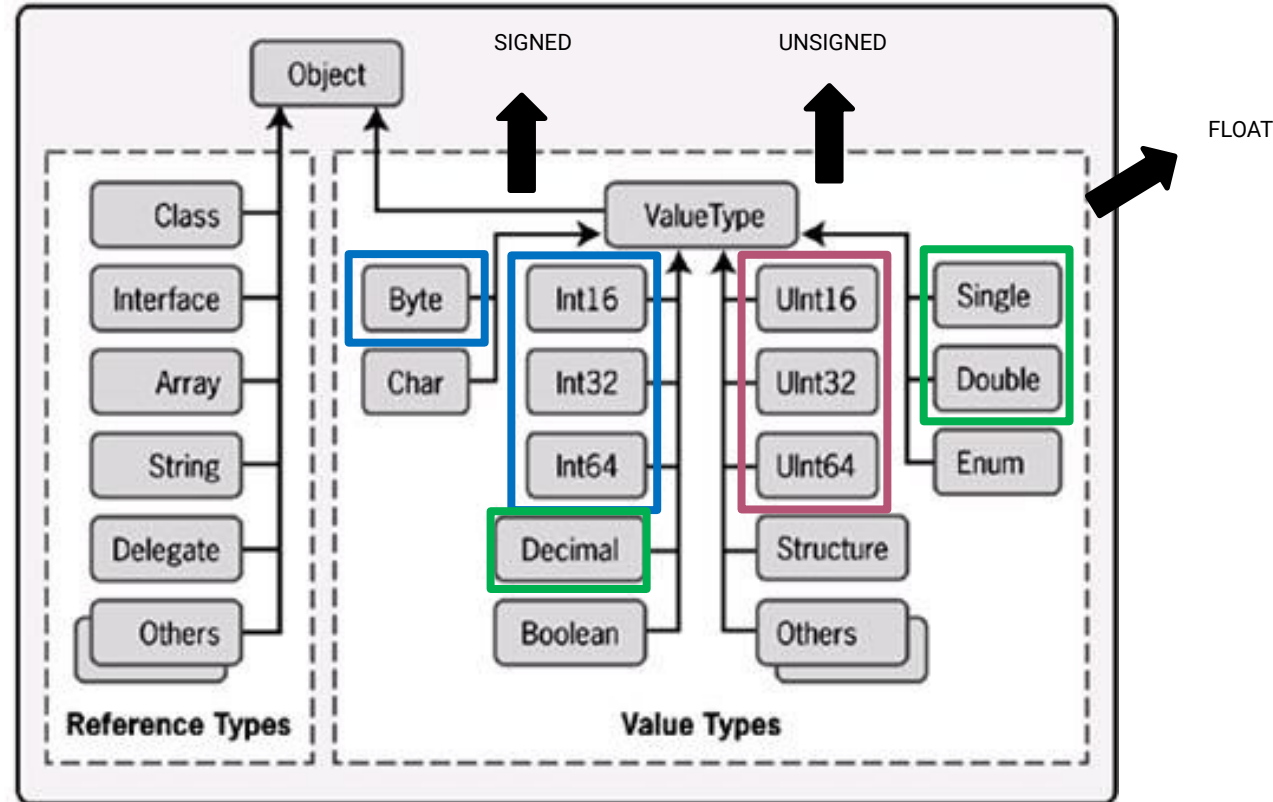 SIGNED
UNSIGNED
FLOAT
Object
ValueType
Class
Interface
Array
String
Delegate
Others
Reference Types
Byte
Char
Int16
Int32
Int64
Decimal
Boolean
UInt16
UInt32
UInt64
Structure
Others
Single
Double
Enum
Value Types